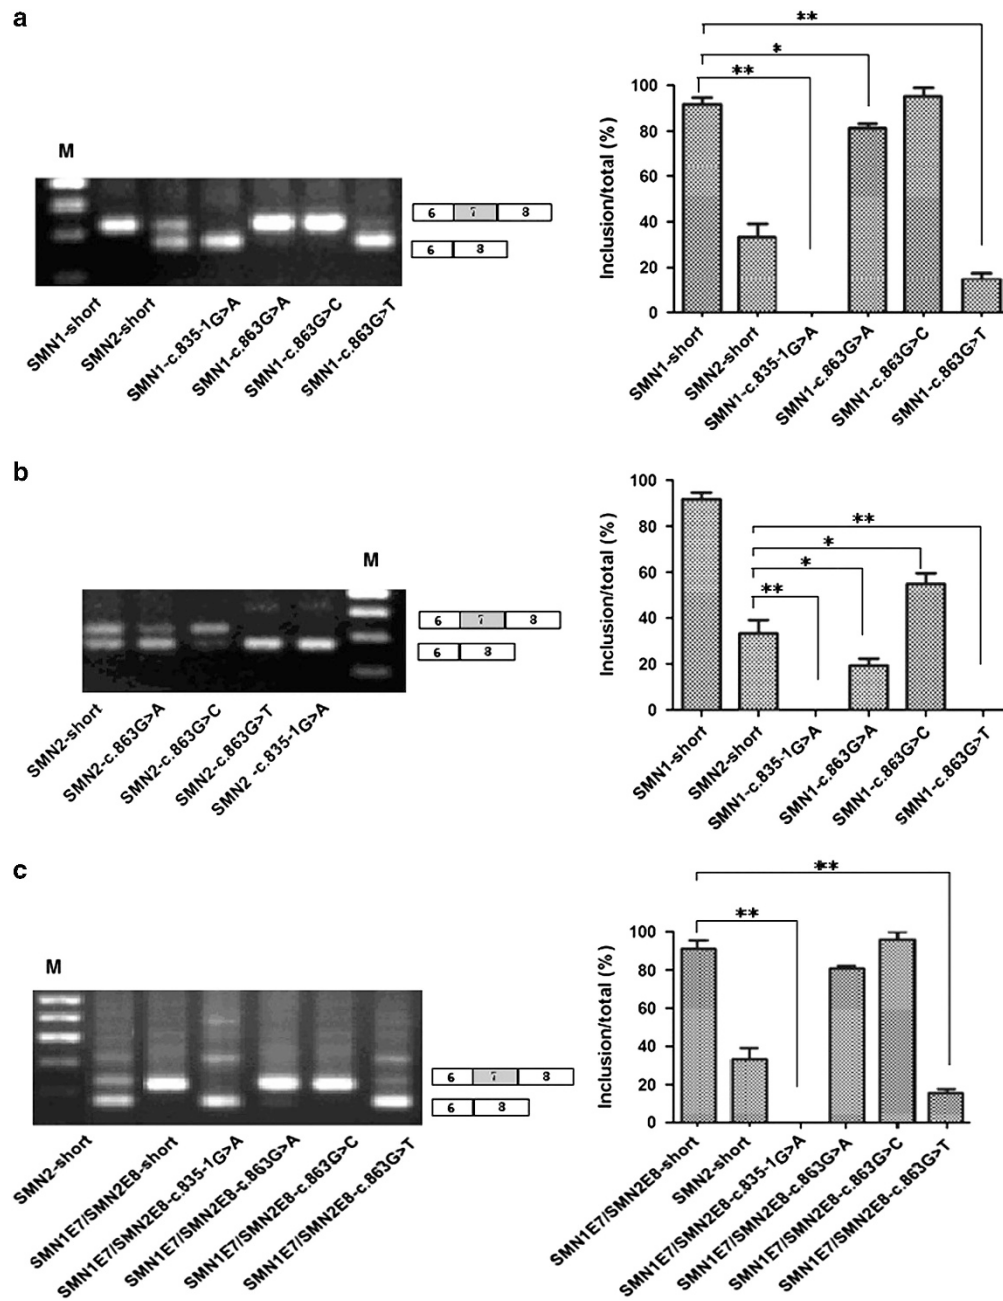 a
M
6 7 8
6 8
SMN1-short
SMN2-short
SMN1-c.835-1G>A
SMN1-c.863G>A
SMN1-c.863G>C
SMN1-c.863G>T
**
*
**
Inclusion/total (%)
100
80
60
40
20
0
SMN1-short
SMN2-short
SMN1-c.835-1G>A
SMN1-c.863G>A
SMN1-c.863G>C
SMN1-c.863G>T
b
M
6 7 8
6 8
SMN2-short
SMN2-c.863G>A
SMN2-c.863G>C
SMN2-c.863G>T
SMN2 -c.835-1G>A
**
*
*
**
Inclusion/total (%)
100
80
60
40
20
0
SMN1-short
SMN2-short
SMN1-c.835-1G>A
SMN1-c.863G>A
SMN1-c.863G>C
SMN1-c.863G>T
c
M
6 7 8
6 8
SMN2-short
SMN1E7/SMN2E8-short
SMN1E7/SMN2E8-c.835-1G>A
SMN1E7/SMN2E8-c.863G>A
SMN1E7/SMN2E8-c.863G>C
SMN1E7/SMN2E8-c.863G>T
**
**
Inclusion/total (%)
100
80
60
40
20
0
SMN1E7/SMN2E8-short
SMN2-short
SMN1E7/SMN2E8-c.835-1G>A
SMN1E7/SMN2E8-c.863G>A
SMN1E7/SMN2E8-c.863G>C
SMN1E7/SMN2E8-c.863G>T